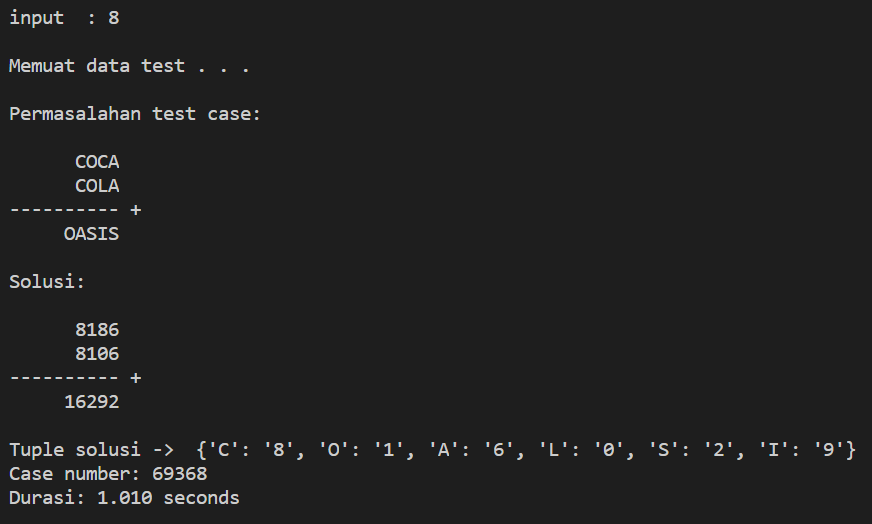 input  : 8
Memuat data test . . .
Permasalahan test case:
COCA
COLA
---------- +
OASIS
Solusi:
8186
8106
---------- +
16292
Tuple solusi ->  {'C': '8', 'O': '1', 'A': '6', 'L': '0', 'S': '2', 'I': '9'}
Case number: 69368
Durasi: 1.010 seconds